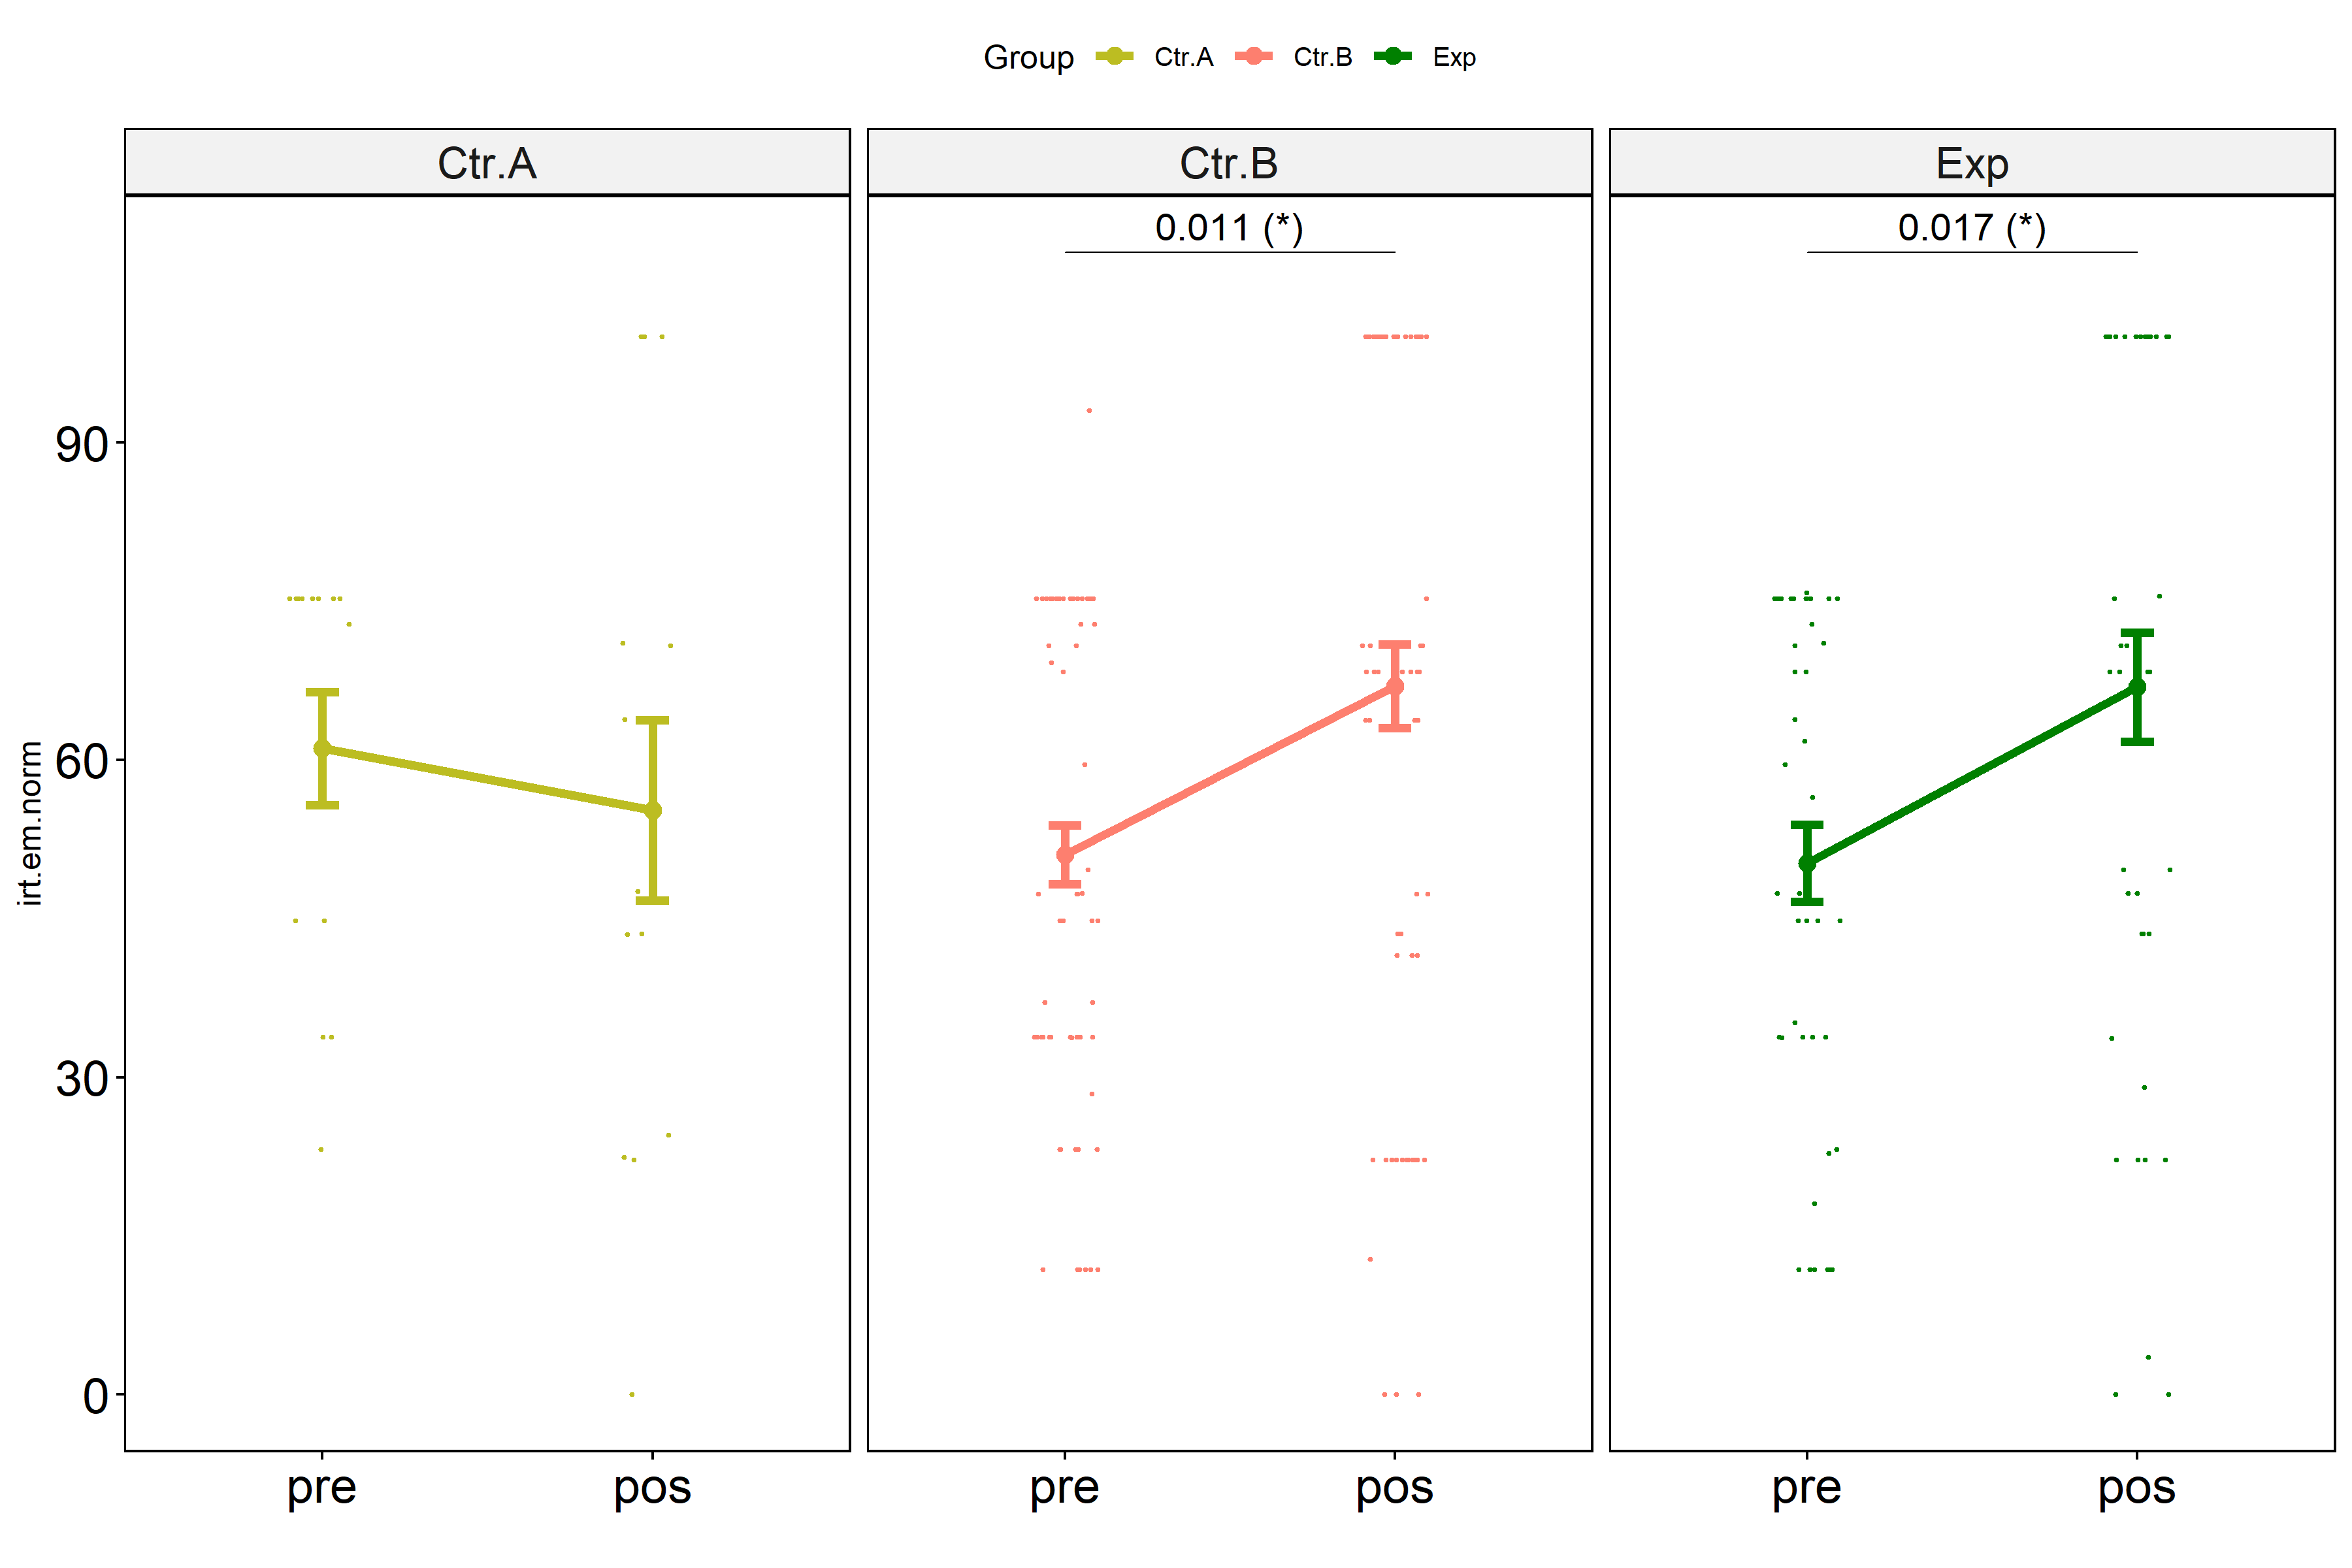 Group Ctr.A Ctr.B Exp
Ctr.A Ctr.B Exp
0.011 (*) 0.017 (*)
90
60
30
0
irt.em.norm
pre pos pre pos pre pos